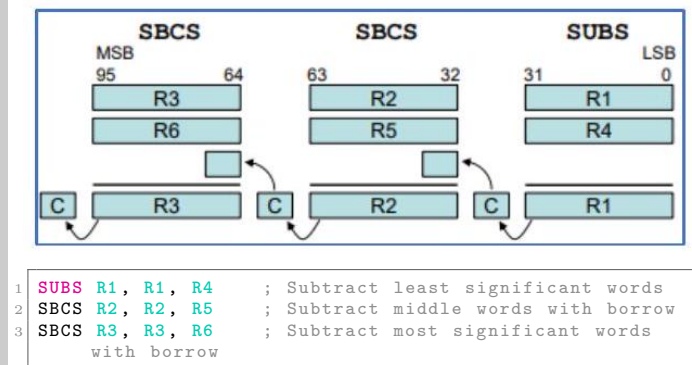 SBCS SBCS SUBS
MSB LSB
95 64 63 32 31 0
R3 R2 R1
R6 R5 R4
C R3 C R2 C R1
1 SUBS R1, R1, R4 ; Subtract least significant words
2 SBCS R2, R2, R5 ; Subtract middle words with borrow
3 SBCS R3, R3, R6 ; Subtract most significant words
with borrow